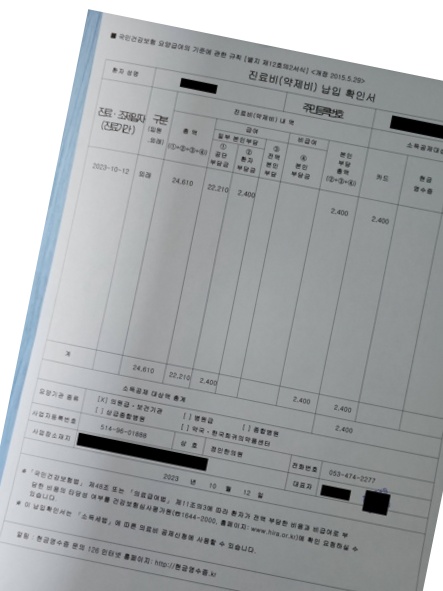 ■ 국민건강보험 요양급여의 기준에 관한 규칙 [별지 제12호의2서식] <개정 2015.5.29>
진료비(약제비) 납입 확인서
환자 성명
주민등록번호
진료비(약제비) 내 역
소득공제대상
진료·조제일자 (진료기간)
구분 (입원, 외래)
총 액 (①+②+③+④)
급여
일부 본인부담
① 공단 부담금
② 환자 부담금
③ 전액 본인 부담
비급여
④ 본인 부담금
본인 부담 총액 (②+③+④)
카드
현금 영수증
2023-10-12 외래 24,610 22,210 2,400 2,400 2,400
계 24,610 22,210 2,400 2,400 2,400
소득공제 대상액 총계 2,400
요양기관 종류 [X] 의원급·보건기관 [ ] 병원급 [ ] 종합병원
[ ] 상급종합병원 [ ] 약국·한국희귀의약품센터
사업자등록번호 514-96-01888 상 호 경인한의원 전화번호 053-474-2277
사업장소재지 대표자
2023 년 10 월 12 일
*「국민건강보험법」 제48조 또는 「의료급여법」 제11조의3에 따라 환자가 전액 부담한 비용과 비급여로 부
담한 비용의 타당성 여부를 건강보험심사평가원(☎1644-2000, 홈페이지: www.hira.or.kr)에 확인 요청하실 수
있습니다.
* 이 납입확인서는 「소득세법」에 따른 의료비 공제신청에 사용할 수 있습니다.
알림 : 현금영수증 문의 126 인터넷 홈페이지: http://현금영수증.kr